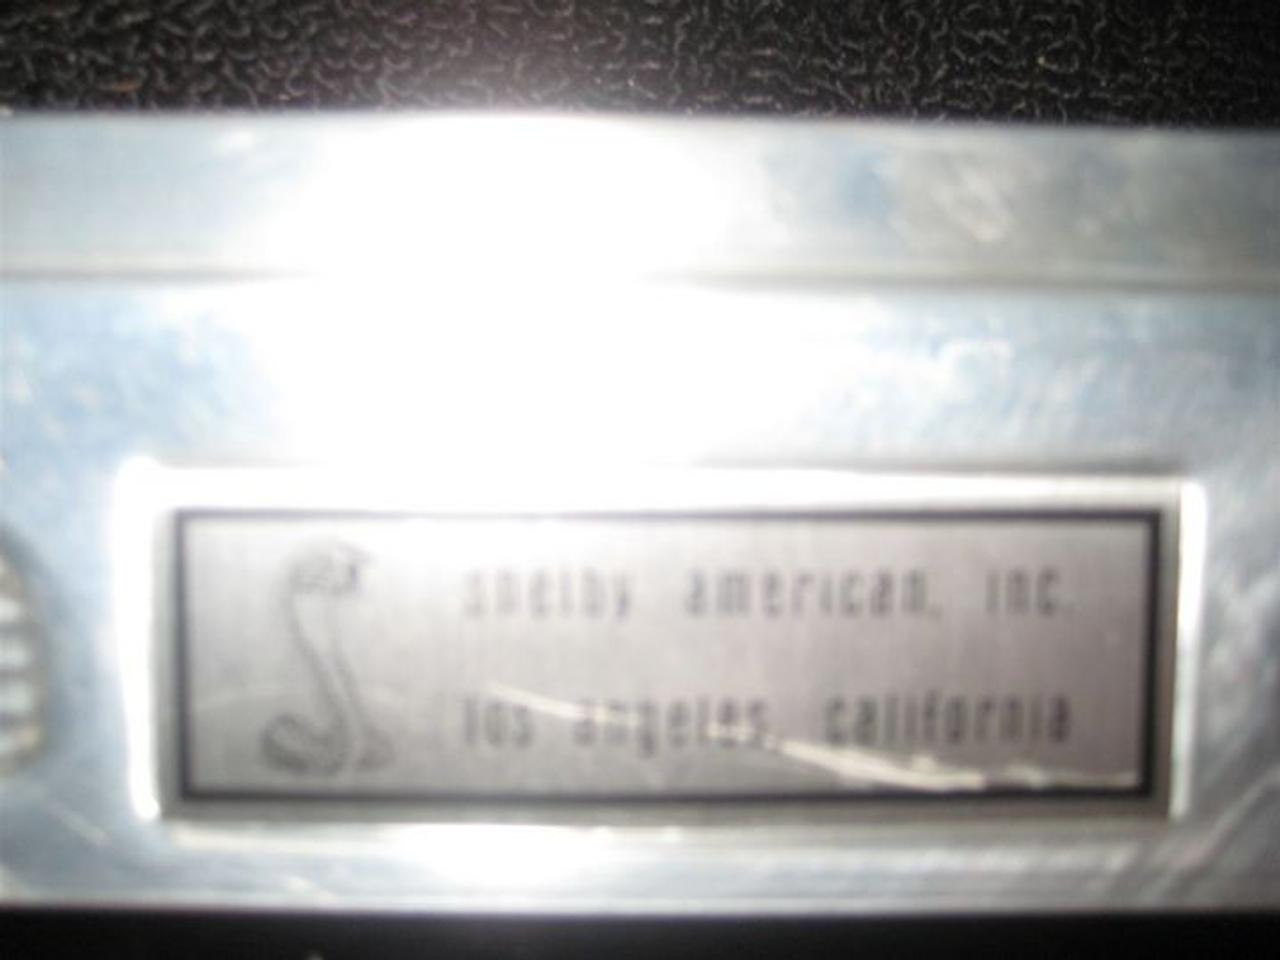 shelby american, inc.
los angeles, california